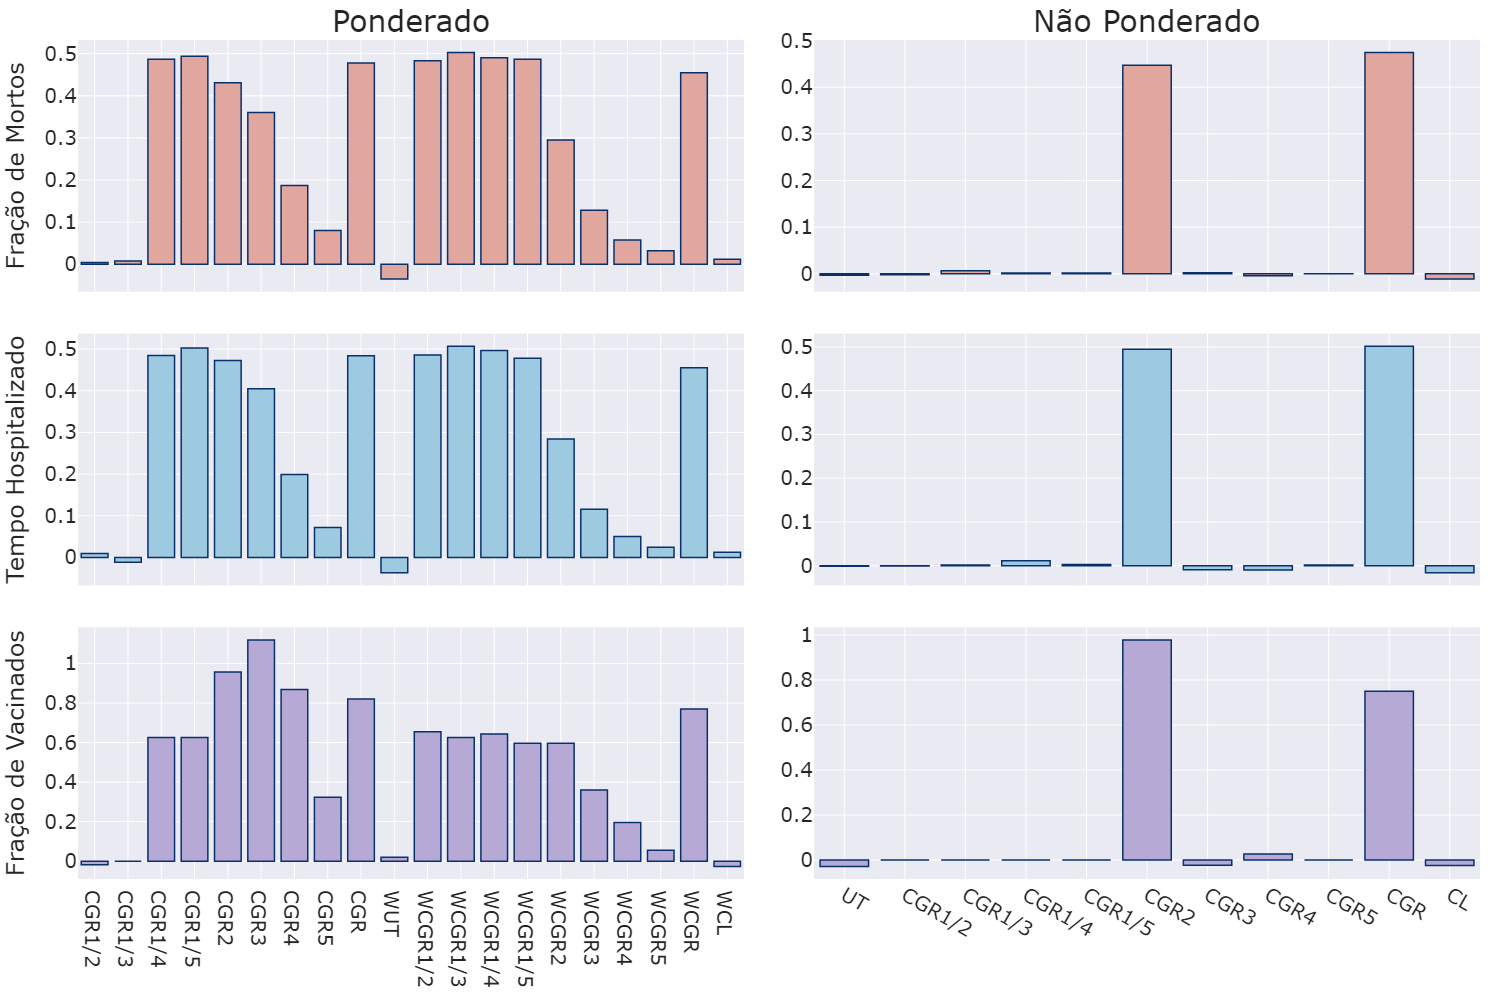 Ponderado
Não Ponderado
Fração de Mortos
0.5
0.4
0.3
0.2
0.1
0
0.5
0.4
0.3
0.2
0.1
0
Tempo Hospitalizado
0.5
0.4
0.3
0.2
0.1
0
0.5
0.4
0.3
0.2
0.1
0
Fração de Vacinados
1
0.8
0.6
0.4
0.2
0
1
0.8
0.6
0.4
0.2
0
CGR1/2
CGR1/3
CGR1/4
CGR1/5
CGR2
CGR3
CGR4
CGR5
CGR
WUT
WCGR1/2
WCGR1/3
WCGR1/4
WCGR1/5
WCGR2
WCGR3
WCGR4
WCGR5
WCGR
WCL
UT
CGR1/2
CGR1/3
CGR1/4
CGR1/5
CGR2
CGR3
CGR4
CGR5
CGR
CL